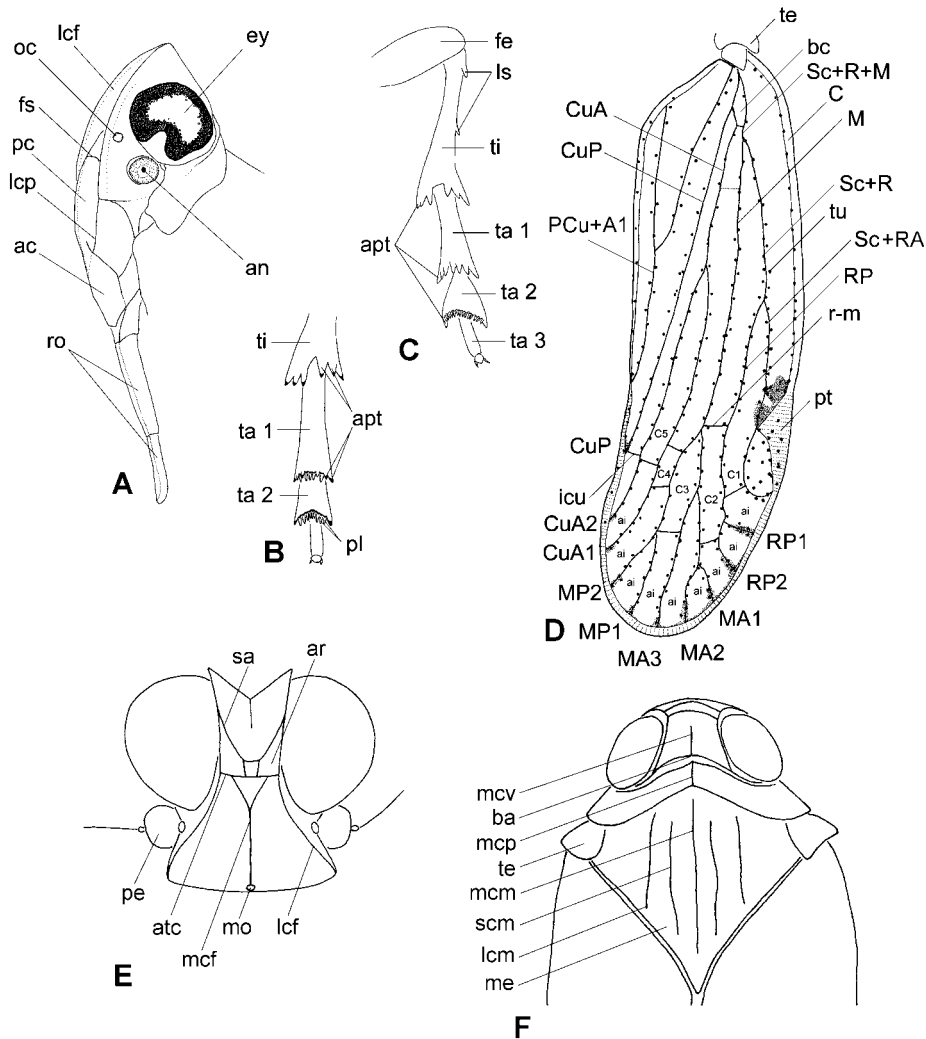 lcf
oc
ey
fs
pc
lcp
ac
an
ro
A
fe
ls
ti
ta 1
apt
ta 2
ta 3
C
ti
ta 1
apt
ta 2
pl
B
te
bc
Sc+R+M
C
M
CuA
CuP
Sc+R
tu
PCu+A1
Sc+RA
RP
r-m
pt
CuP
C5
C4
C3
C1
C2
icu
CuA2
CuA1
ai
ai
ai
ai
ai
ai
ai
ai
RP1
RP2
MP2
MA1
MP1
MA2
MA3
D
sa
ar
pe
atc
mcf
mo
lcf
E
mcv
ba
mcp
te
mcm
scm
lcm
me
F